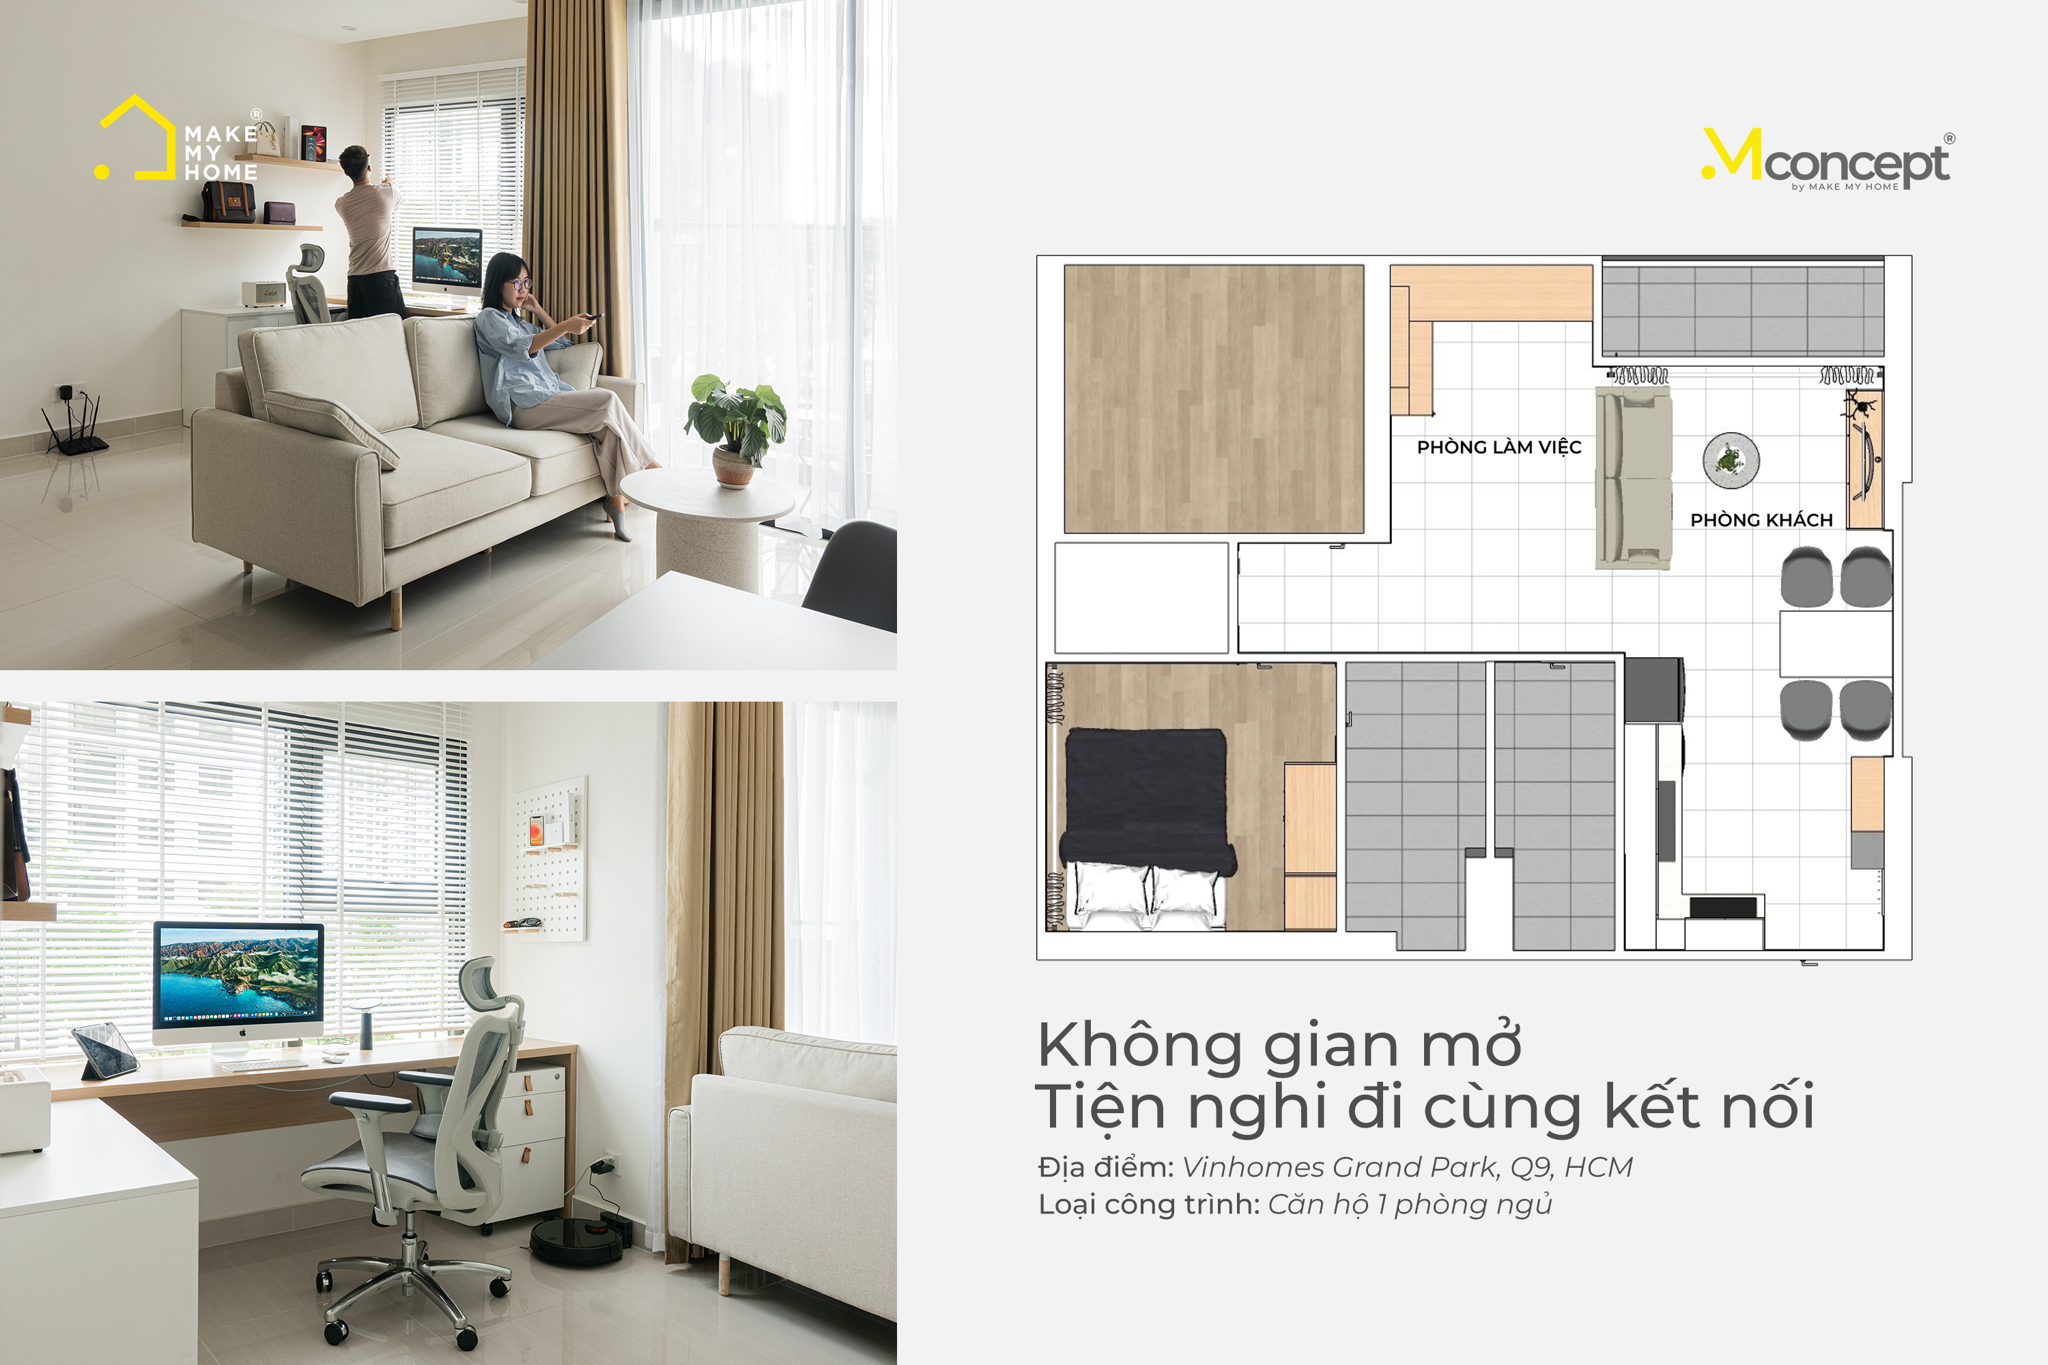 MAKE
MY
HOME
®
Mconcept®
by MAKE MY HOME
PHÒNG LÀM VIỆC
PHÒNG KHÁCH
Không gian mở
Tiện nghi đi cùng kết nối
Địa điểm: Vinhomes Grand Park, Q9, HCM
Loại công trình: Căn hộ 1 phòng ngủ